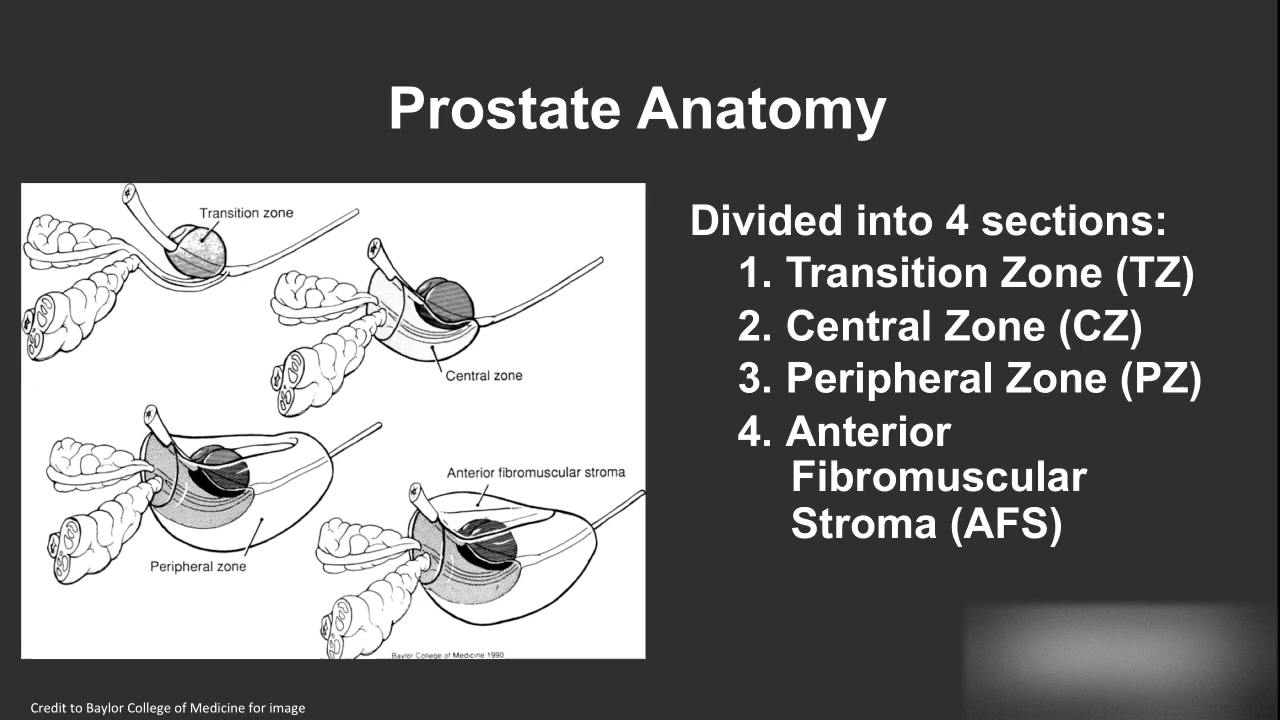 Prostate Anatomy
Transition zone
Central zone
Peripheral zone
Anterior fibromuscular stroma
Baylor College of Medicine 1990
Divided into 4 sections:
1. Transition Zone (TZ)
2. Central Zone (CZ)
3. Peripheral Zone (PZ)
4. Anterior
Fibromuscular
Stroma (AFS)
Credit to Baylor College of Medicine for image